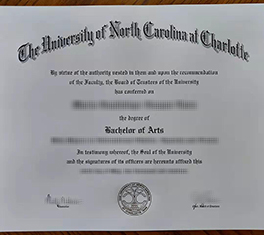 The University of North Carolina at Charlotte
By virtue of the authority vested in them and upon the recommendation
of the Faculty, the Board of Trustees of the University
has conferred on
the degree of
Bachelor of Arts
In testimony whereof, the Seal of the University
and the signatures of its officers are hereunto affixed this